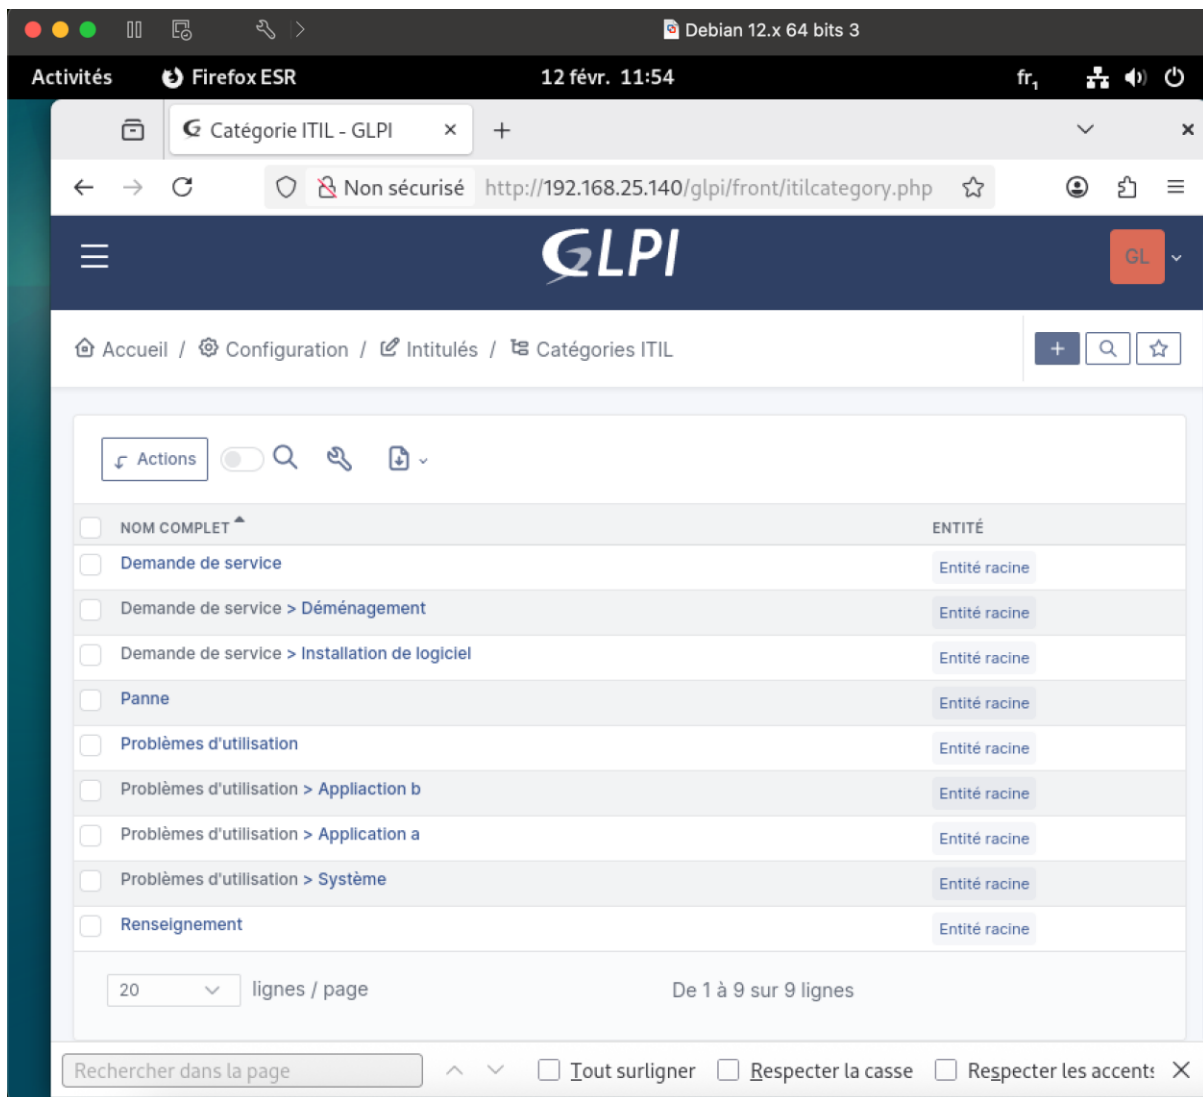 Debian 12.x 64 bits 3
Activités Firefox ESR 12 févr. 11:54 fr1
Catégorie ITIL - GLPI
Non sécurisé http://192.168.25.140/glpi/front/itilcategory.php
GLPI GL
Accueil / Configuration / Intitulés / Catégories ITIL
Actions
NOM COMPLET ENTITÉ
Demande de service Entité racine
Demande de service > Déménagement Entité racine
Demande de service > Installation de logiciel Entité racine
Panne Entité racine
Problèmes d'utilisation Entité racine
Problèmes d'utilisation > Appliaction b Entité racine
Problèmes d'utilisation > Application a Entité racine
Problèmes d'utilisation > Système Entité racine
Renseignement Entité racine
20 lignes / page De 1 à 9 sur 9 lignes
Rechercher dans la page Tout surligner Respecter la casse Respecter les accents